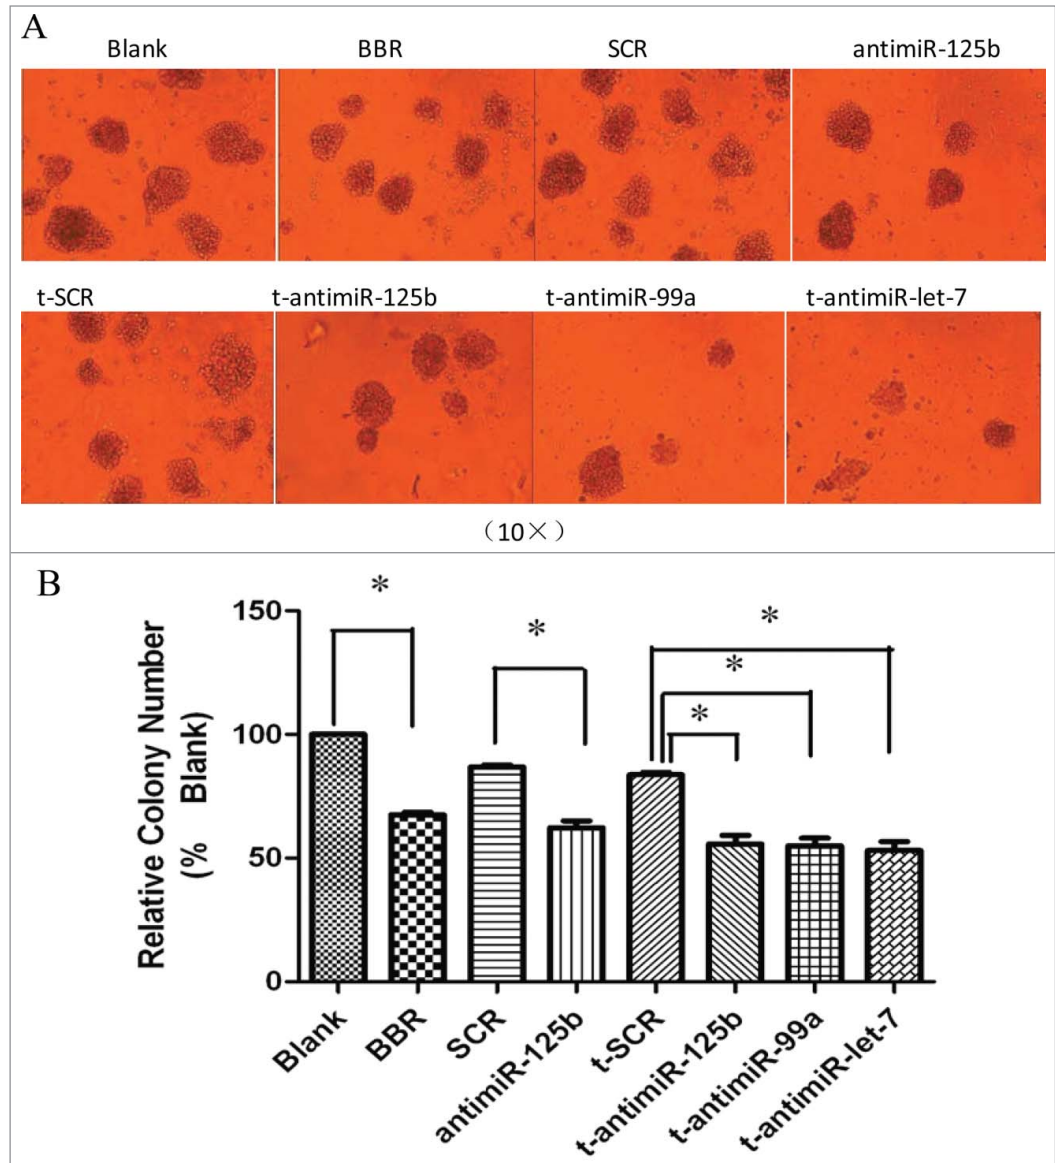 A
Blank BBR SCR antimiR-125b
t-SCR t-antimiR-125b t-antimiR-99a t-antimiR-let-7
（10×）
B
Relative Colony Number
(% Blank)
150
100
50
0
*
*
*
*
*
Blank
BBR
SCR
antimiR-125b
t-SCR
t-antimiR-125b
t-antimiR-99a
t-antimiR-let-7